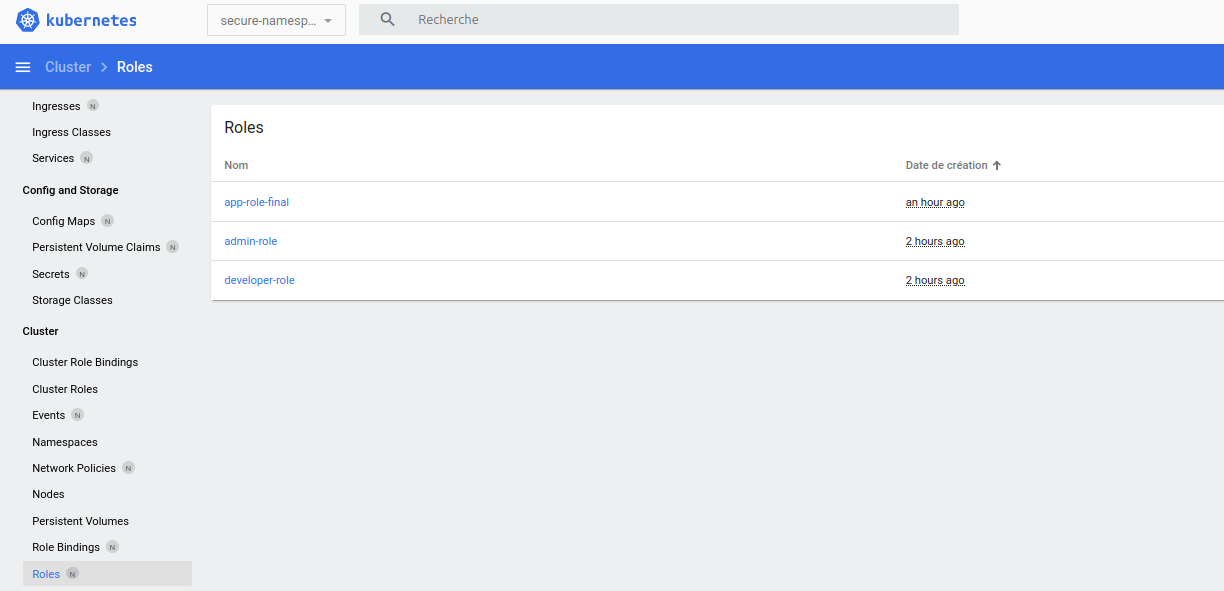 kubernetes
secure-namesp...
Recherche
Cluster > Roles
Ingresses N
Ingress Classes
Services N
Config and Storage
Config Maps N
Persistent Volume Claims N
Secrets N
Storage Classes
Cluster
Cluster Role Bindings
Cluster Roles
Events N
Namespaces
Network Policies N
Nodes
Persistent Volumes
Role Bindings N
Roles N
Roles
Nom Date de création
app-role-final an hour ago
admin-role 2 hours ago
developer-role 2 hours ago